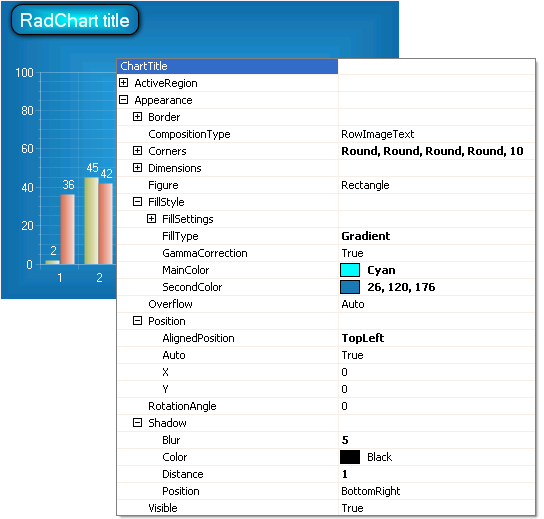 RadChart title
100
80
60
40
20
0
2
36
45
42
1
2
ChartTitle
ActiveRegion
Appearance
Border
CompositionType RowImageText
Corners Round, Round, Round, Round, 10
Dimensions
Figure Rectangle
FillStyle
FillSettings
FillType Gradient
GammaCorrection True
MainColor Cyan
SecondColor 26, 120, 176
Overflow Auto
Position
AlignedPosition TopLeft
Auto True
X 0
Y 0
RotationAngle 0
Shadow
Blur 5
Color Black
Distance 1
Position BottomRight
Visible True